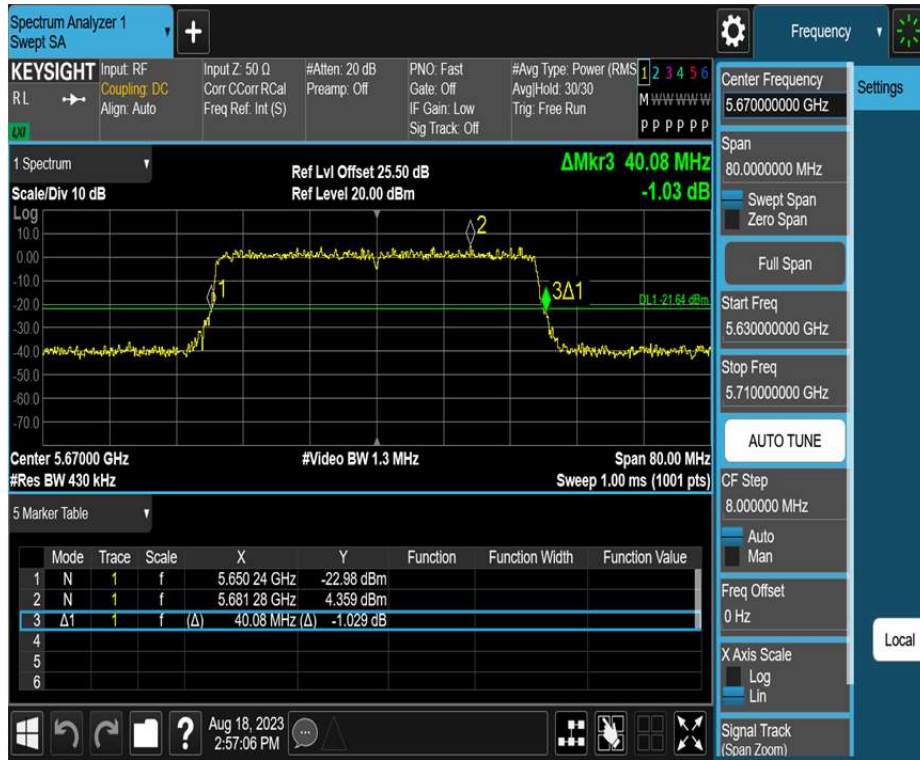 Spectrum Analyzer 1
Swept SA
+
Frequency
KEYSIGHT
RL
LXI
Input: RF
Coupling: DC
Align: Auto
Input Z: 50 Ω
Corr CCorr RCal
Freq Ref: Int (S)
#Atten: 20 dB
Preamp: Off
PNO: Fast
Gate: Off
IF Gain: Low
Sig Track: Off
#Avg Type: Power (RMS
Avg|Hold: 30/30
Trig: Free Run
1 2 3 4 5 6
M W W W W W
P P P P P P
1 Spectrum
Scale/Div 10 dB
Ref Lvl Offset 25.50 dB
Ref Level 20.00 dBm
ΔMkr3 40.08 MHz
-1.03 dB
Log
10.0
0.00
-10.0
-20.0
-30.0
-40.0
-50.0
-60.0
-70.0
1
2
3Δ1
DL1 -21.64 dBm
Center 5.67000 GHz
#Video BW 1.3 MHz
Span 80.00 MHz
#Res BW 430 kHz
Sweep 1.00 ms (1001 pts)
5 Marker Table
Mode Trace Scale X Y Function Function Width Function Value
1 N 1 f 5.650 24 GHz -22.98 dBm
2 N 1 f 5.681 28 GHz 4.359 dBm
3 Δ1 1 f (Δ) 40.08 MHz (Δ) -1.029 dB
4
5
6
?
Aug 18, 2023
2:57:06 PM
Center Frequency
5.67000000 GHz
Span
80.0000000 MHz
Swept Span
Zero Span
Full Span
Start Freq
5.630000000 GHz
Stop Freq
5.710000000 GHz
AUTO TUNE
CF Step
8.000000 MHz
Auto
Man
Freq Offset
0 Hz
X Axis Scale
Log
Lin
Signal Track
(Span Zoom)
Settings
Local